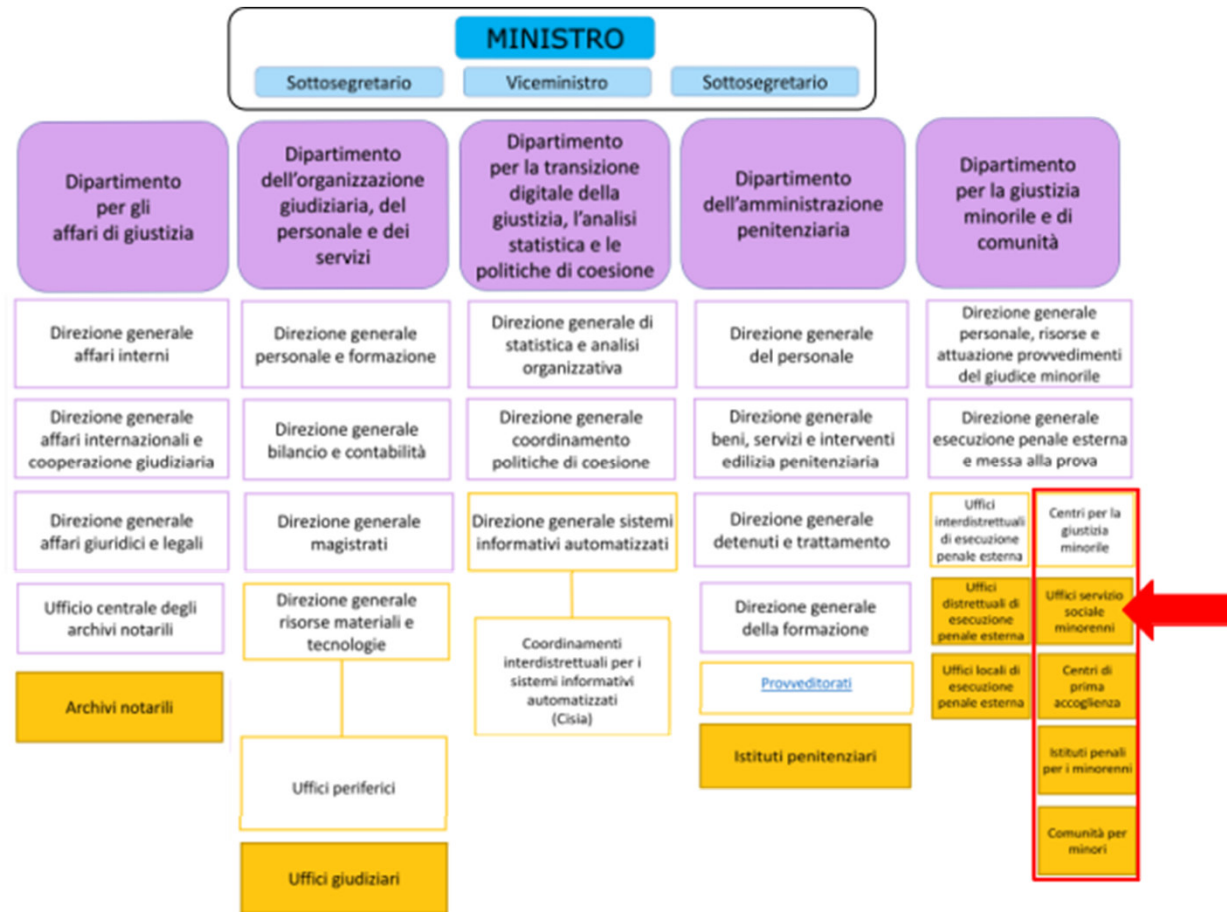 MINISTRO
Sottosegretario
Viceministro
Sottosegretario
Dipartimento
per gli
affari di giustizia
Dipartimento
dell'organizzazione
giudiziaria, del
personale e dei
servizi
Dipartimento
per la transizione
digitale della
giustizia, l'analisi
statistica e le
politiche di coesione
Dipartimento
dell'amministrazione
penitenziaria
Dipartimento
per la giustizia
minorile e di
comunità
Direzione generale
affari interni
Direzione generale
affari internazionali e
cooperazione giudiziaria
Direzione generale
affari giuridici e legali
Ufficio centrale degli
archivi notarili
Archivi notarili
Direzione generale
personale e formazione
Direzione generale
bilancio e contabilità
Direzione generale
magistrati
Direzione generale
risorse materiali e
tecnologie
Uffici periferici
Uffici giudiziari
Direzione generale di
statistica e analisi
organizzativa
Direzione generale
coordinamento
politiche di coesione
Direzione generale sistemi
informativi automatizzati
Coordinamenti
interdistrettuali per i
sistemi informativi
automatizzati
(Cisia)
Direzione generale
del personale
Direzione generale
beni, servizi e interventi
edilizia penitenziaria
Direzione generale
detenuti e trattamento
Direzione generale
della formazione
Provveditorati
Istituti penitenziari
Direzione generale
personale, risorse e
attuazione provvedimenti
del giudice minorile
Direzione generale
esecuzione penale esterna
e messa alla prova
Uffici
interdistrettuali
di esecuzione
penale esterna
Uffici
distrettuali di
esecuzione
penale esterna
Uffici locali di
esecuzione
penale esterna
Centri per la
giustizia
minorile
Uffici servizio
sociale
minorenni
Centri di
prima
accoglienza
Istituti penali
per i minorenni
Comunità per
minori